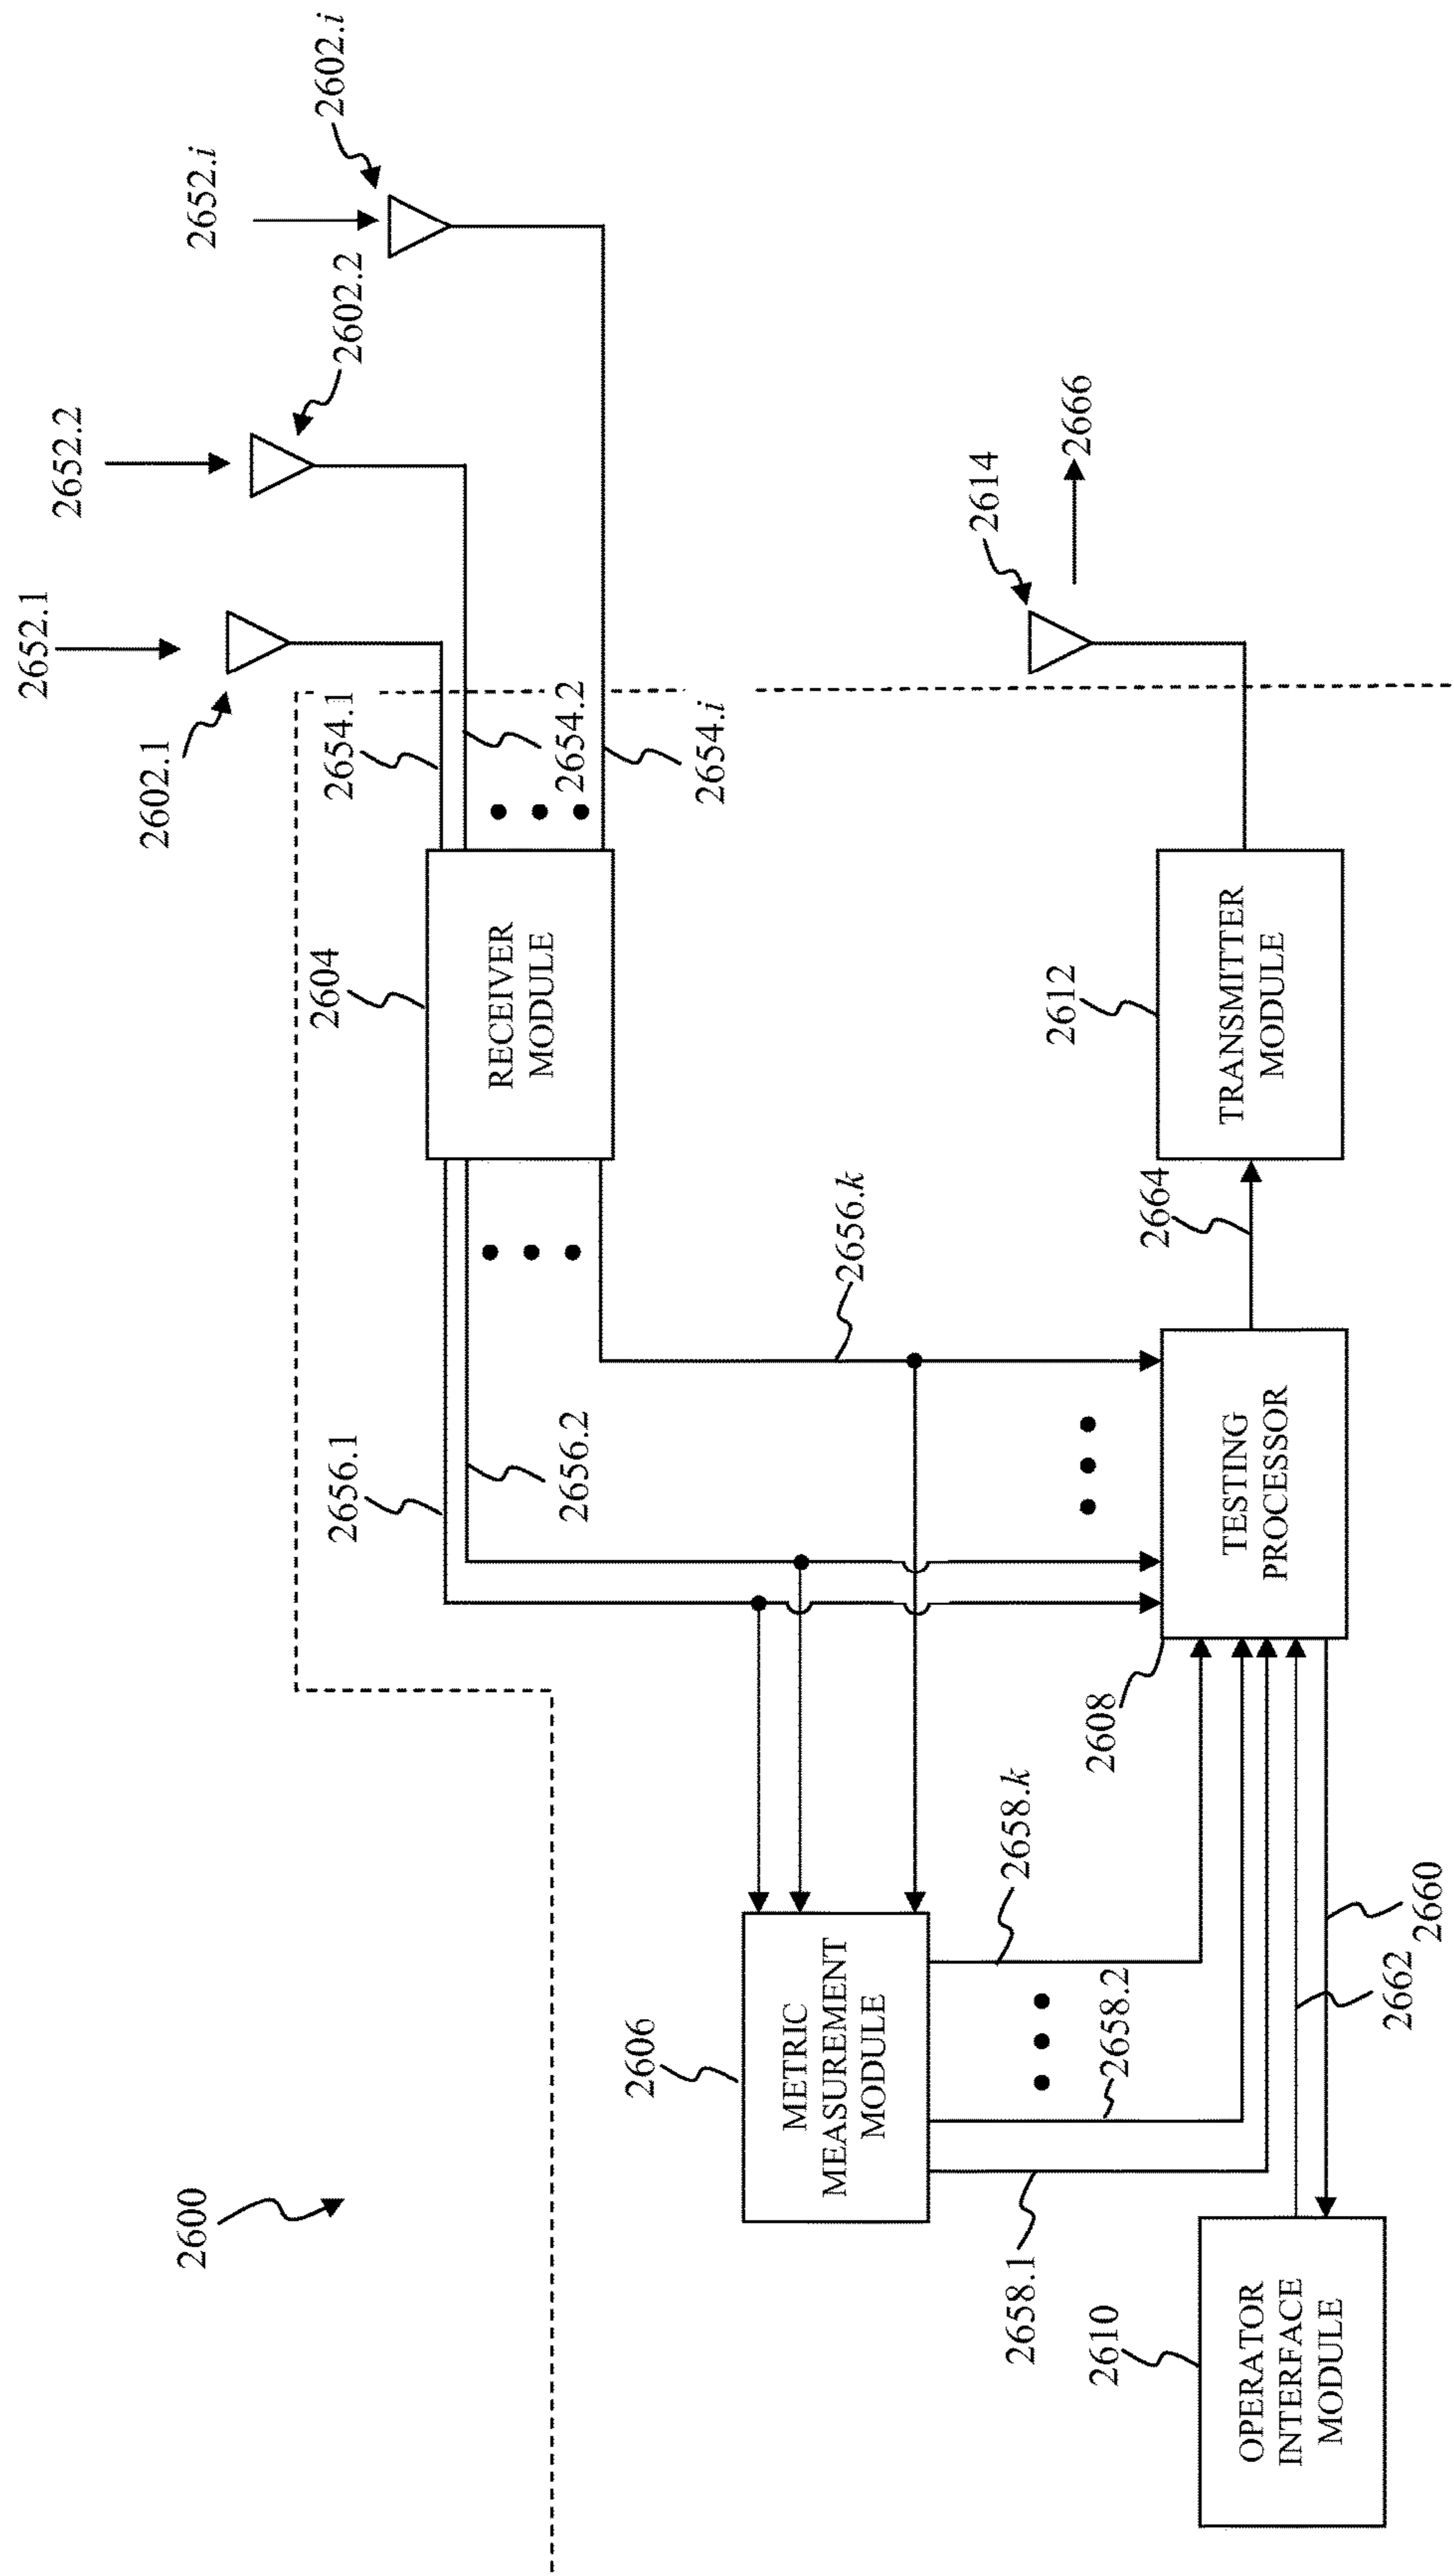 2600
2652.1
2652.2
2652.i
2602.1
2602.2
2602.i
2654.1
2654.2
2654.i
2604
RECEIVER
MODULE
2656.1
2656.2
2656.k
2606
METRIC
MEASUREMENT
MODULE
2658.1
2658.2
2658.k
2608
TESTING
PROCESSOR
2664
2612
TRANSMITTER
MODULE
2614
2666
2610
OPERATOR
INTERFACE
MODULE
2662
2660